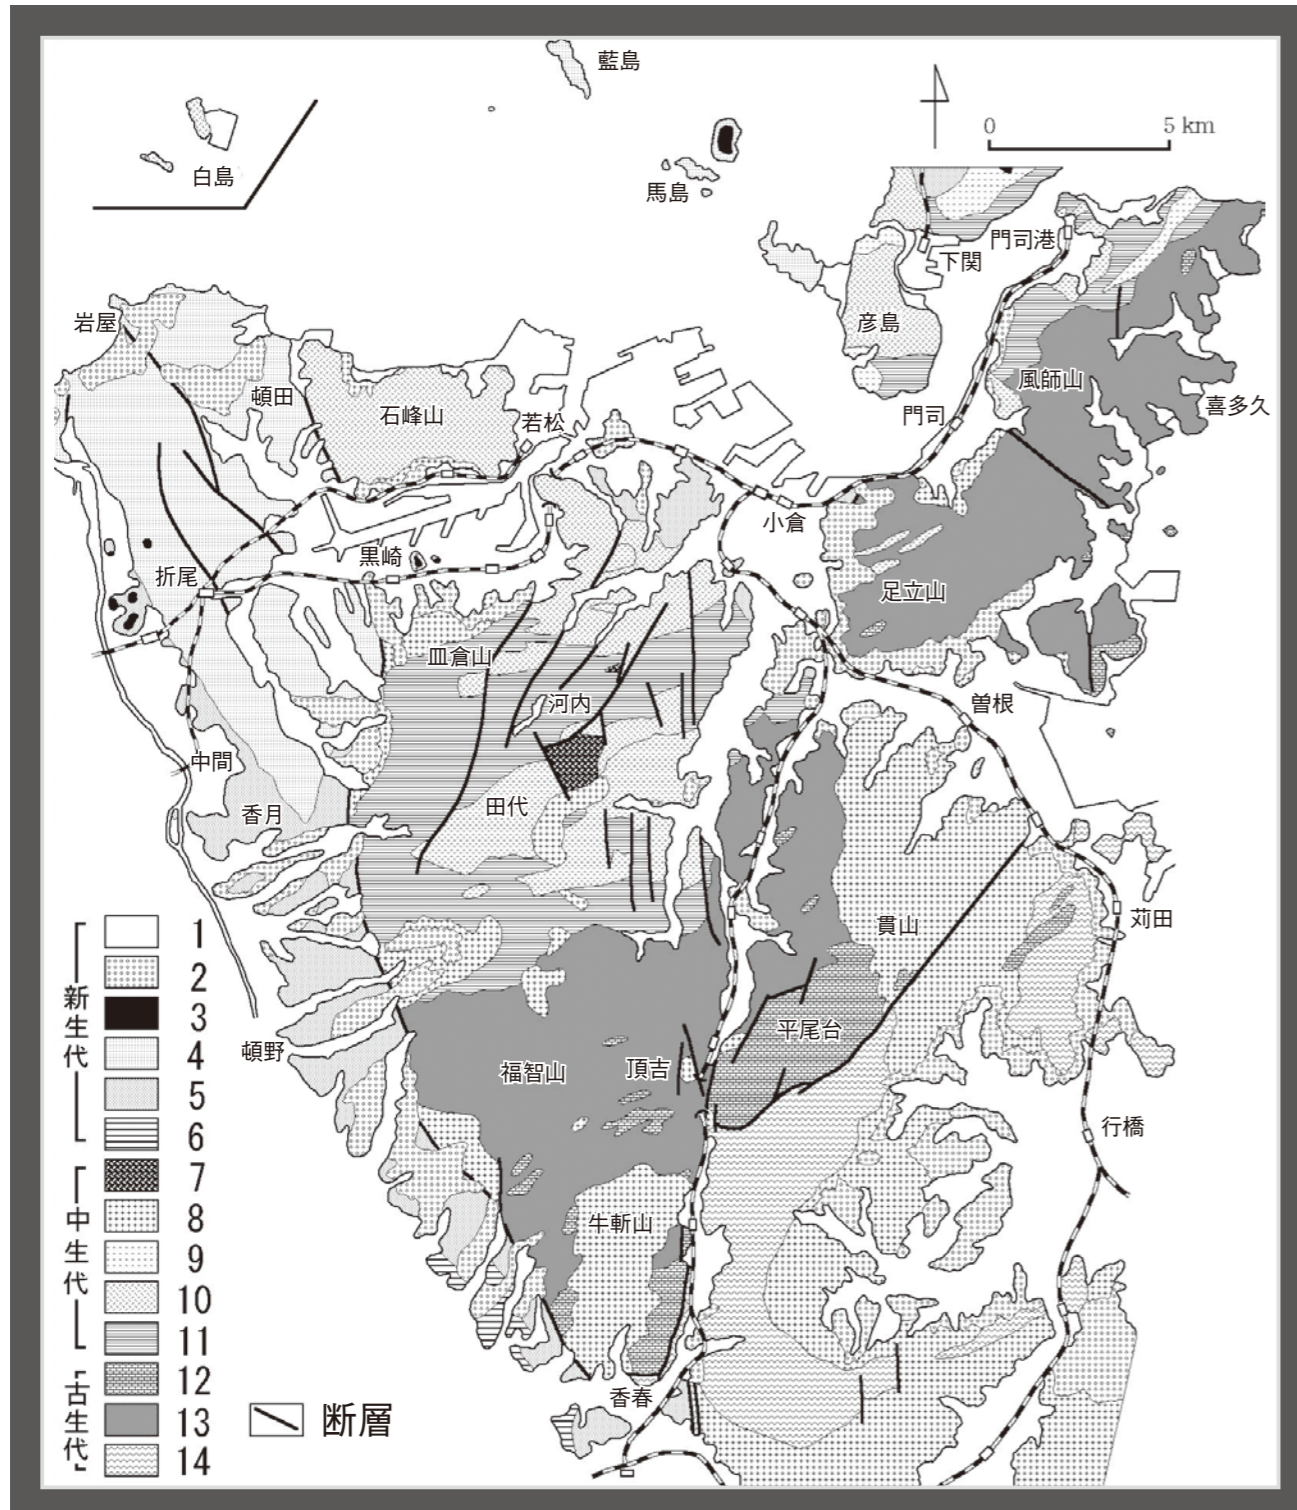 藍島
白島
馬島
0 5 km
門司港
下関
彦島
岩屋
頓田
石峰山
若松
風師山
門司
喜多久
小倉
黒崎
折尾
足立山
皿倉山
河内
曽根
中間
香月
田代
貫山
苅田
平尾台
頓野
福智山
頂吉
行橋
牛斬山
香春
新生代
1
2
3
4
5
6
中生代
7
8
9
10
11
古生代
12
13
14
断層